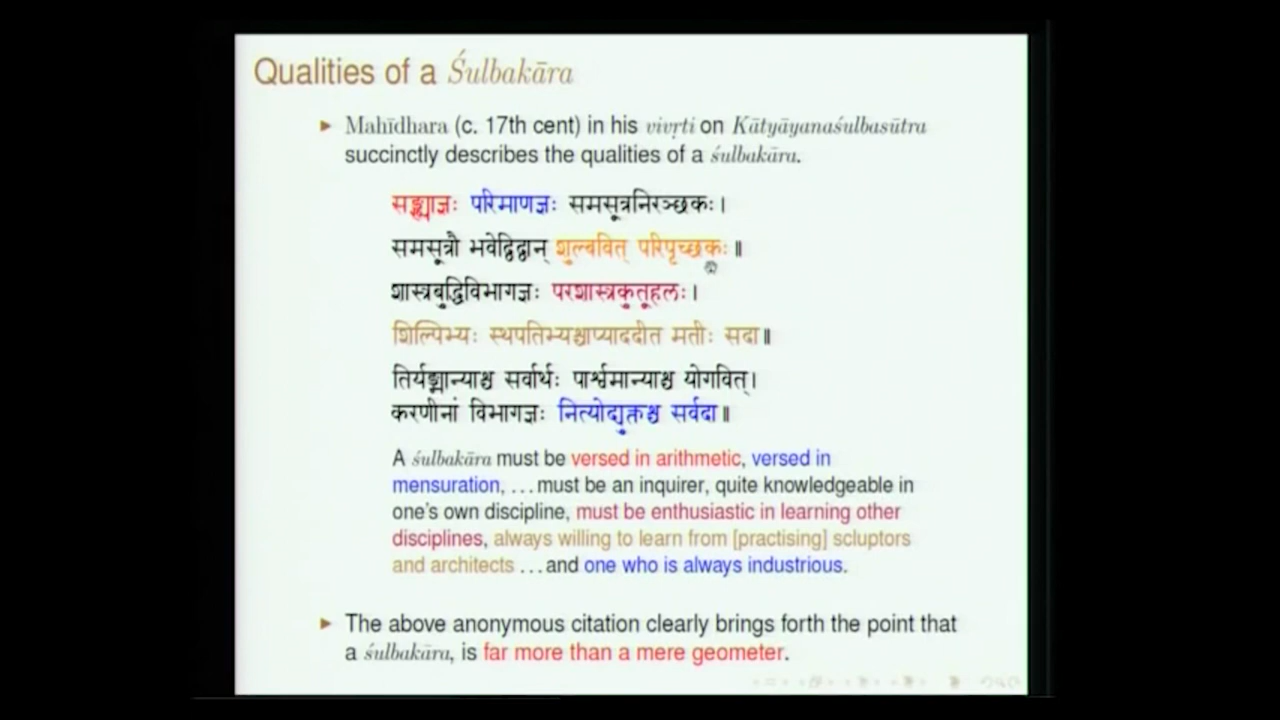 Qualities of a Śulbakāra
Mahīdhara (c. 17th cent) in his vivṛti on Kātyāyanaśulbasūtra
succinctly describes the qualities of a śulbakāra.
सङ्ख्याज्ञः परिमाणज्ञः समसूत्रनिरञ्छकः।
समसूत्रौ भवेद्विद्वान् शुल्बवित् परिपृच्छकः॥
शास्त्रबुद्धिविभागज्ञः परशास्त्रकुतूहलः।
शिल्पिभ्यः स्थपतिभ्यश्चाप्याददीत मतीः सदा॥
तिर्यङ्मान्याश्च सर्वार्थः पार्श्वमान्याश्च योगवित्।
करणीनां विभागज्ञः नित्योद्युक्तश्च सर्वदा॥
A śulbakāra must be versed in arithmetic, versed in
mensuration, ...must be an inquirer, quite knowledgeable in
one's own discipline, must be enthusiastic in learning other
disciplines, always willing to learn from [practising] scluptors
and architects ...and one who is always industrious.
The above anonymous citation clearly brings forth the point that
a śulbakāra, is far more than a mere geometer.